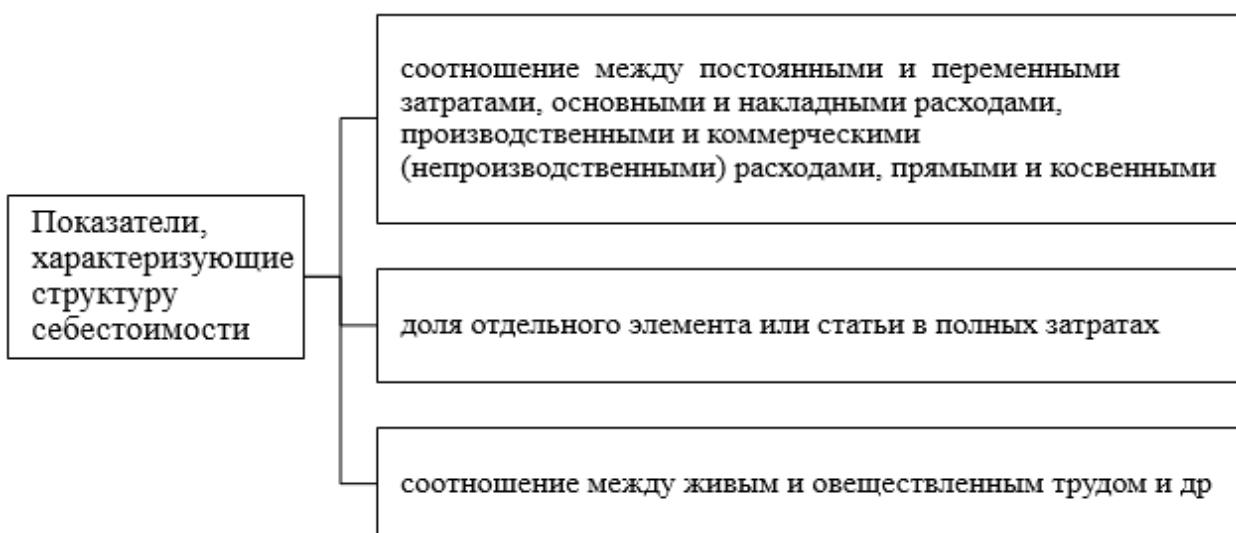 Показатели,
характеризующие
структуру
себестоимости
соотношение между постоянными и переменными
затратами, основными и накладными расходами,
производственными и коммерческими
(непроизводственными) расходами, прямыми и косвенными
доля отдельного элемента или статьи в полных затратах
соотношение между живым и овеществленным трудом и др